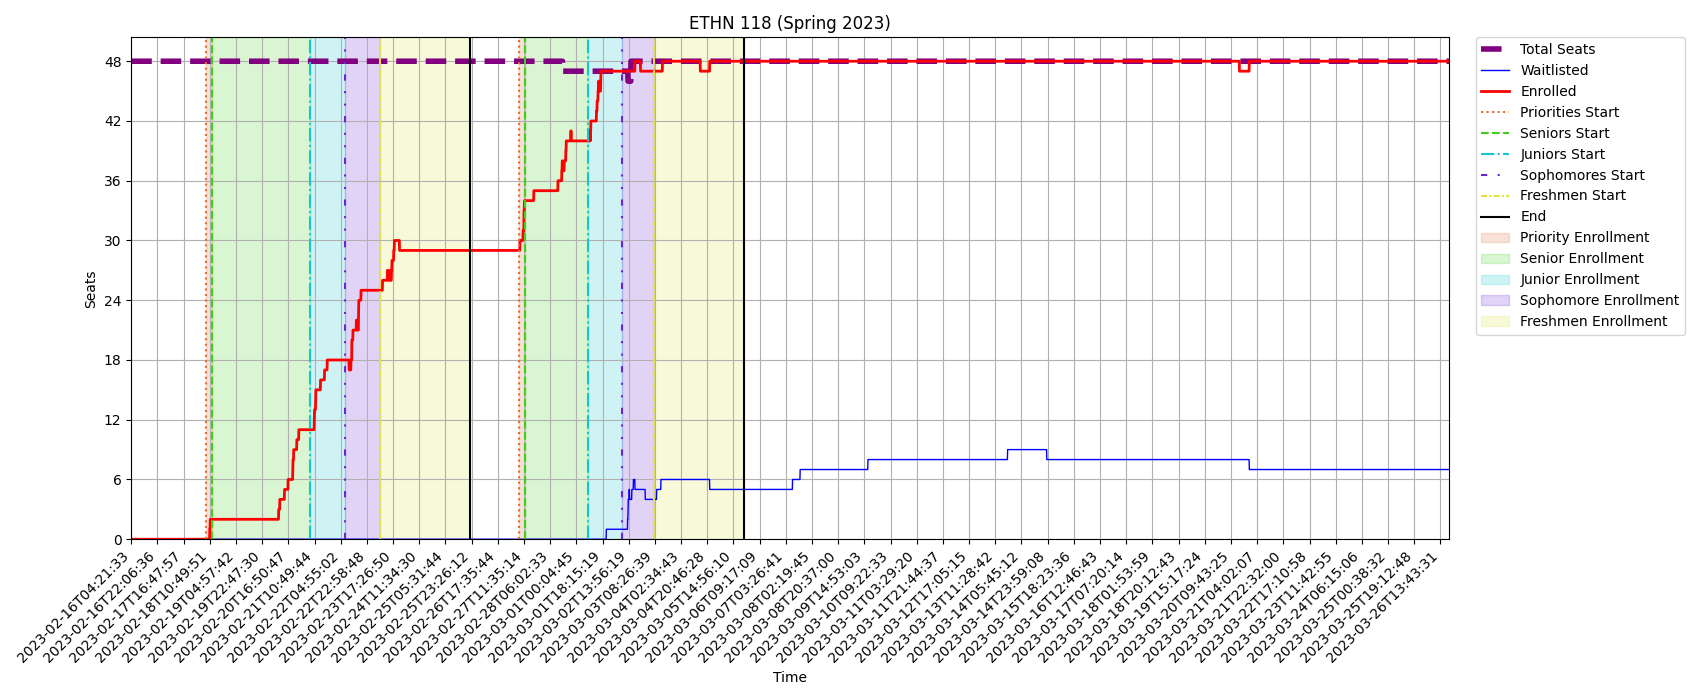 ETHN 118 (Spring 2023)
Seats
48
42
36
30
24
18
12
6
0
2023-02-16T04:21:33
2023-02-16T22:06:36
2023-02-17T16:47:57
2023-02-18T10:49:51
2023-02-19T04:57:42
2023-02-19T22:47:30
2023-02-20T16:50:47
2023-02-21T10:49:44
2023-02-22T04:55:02
2023-02-22T22:58:48
2023-02-23T17:26:50
2023-02-24T11:34:30
2023-02-25T05:31:44
2023-02-25T23:26:12
2023-02-26T17:35:44
2023-02-27T11:35:14
2023-02-28T06:02:33
2023-03-01T00:04:45
2023-03-01T18:15:19
2023-03-02T13:56:19
2023-03-03T08:26:39
2023-03-04T02:34:43
2023-03-04T20:46:28
2023-03-05T14:56:10
2023-03-06T09:17:09
2023-03-07T03:26:41
2023-03-08T02:19:45
2023-03-08T20:37:00
2023-03-09T14:53:03
2023-03-10T09:22:33
2023-03-11T03:29:20
2023-03-11T21:44:37
2023-03-12T17:05:15
2023-03-13T11:28:42
2023-03-14T05:45:12
2023-03-14T23:59:08
2023-03-15T18:23:36
2023-03-16T12:46:43
2023-03-17T07:20:14
2023-03-18T01:53:59
2023-03-18T20:12:43
2023-03-19T15:17:24
2023-03-20T09:43:25
2023-03-21T04:02:07
2023-03-21T22:32:00
2023-03-22T17:10:58
2023-03-23T11:42:55
2023-03-24T06:15:06
2023-03-25T00:38:32
2023-03-25T19:12:48
2023-03-26T13:43:31
Time
Total Seats
Waitlisted
Enrolled
Priorities Start
Seniors Start
Juniors Start
Sophomores Start
Freshmen Start
End
Priority Enrollment
Senior Enrollment
Junior Enrollment
Sophomore Enrollment
Freshmen Enrollment